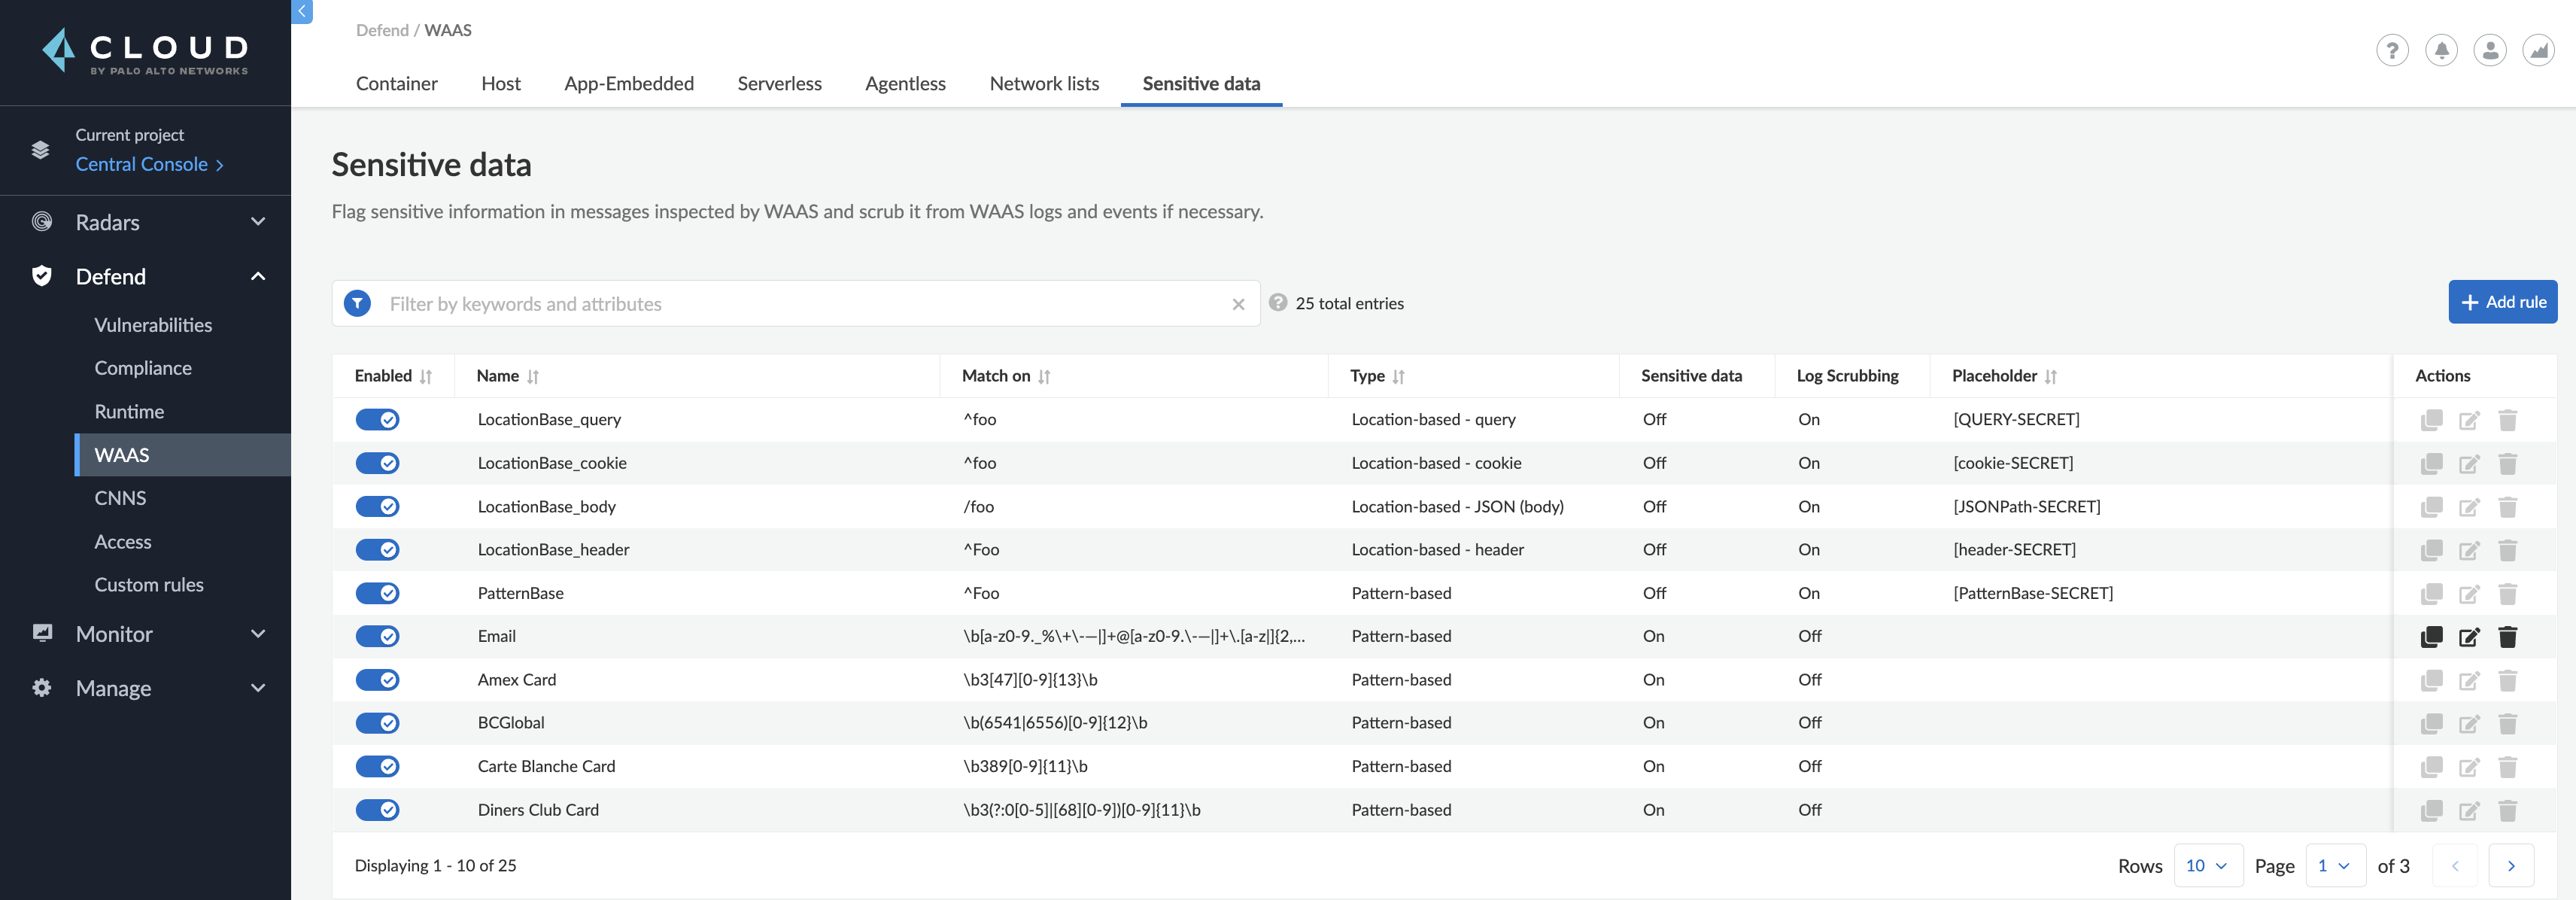 CLOUD
BY PALO ALTO NETWORKS
Current project
Central Console
Radars
Defend
Vulnerabilities
Compliance
Runtime
WAAS
CNNS
Access
Custom rules
Monitor
Manage
Defend / WAAS
Container Host App-Embedded Serverless Agentless Network lists Sensitive data
Sensitive data
Flag sensitive information in messages inspected by WAAS and scrub it from WAAS logs and events if necessary.
Filter by keywords and attributes 25 total entries + Add rule
Enabled Name Match on Type Sensitive data Log Scrubbing Placeholder Actions
LocationBase_query ^foo Location-based - query Off On [QUERY-SECRET]
LocationBase_cookie ^foo Location-based - cookie Off On [cookie-SECRET]
LocationBase_body /foo Location-based - JSON (body) Off On [JSONPath-SECRET]
LocationBase_header ^Foo Location-based - header Off On [header-SECRET]
PatternBase ^Foo Pattern-based Off On [PatternBase-SECRET]
Email \b[a-z0-9._%\+\-—|]+@[a-z0-9.\-—|]+\.[a-z|]{2,... Pattern-based On Off
Amex Card \b3[47][0-9]{13}\b Pattern-based On Off
BCGlobal \b(6541|6556)[0-9]{12}\b Pattern-based On Off
Carte Blanche Card \b389[0-9]{11}\b Pattern-based On Off
Diners Club Card \b3(?:0[0-5]|[68][0-9])[0-9]{11}\b Pattern-based On Off
Displaying 1 - 10 of 25 Rows 10 Page 1 of 3